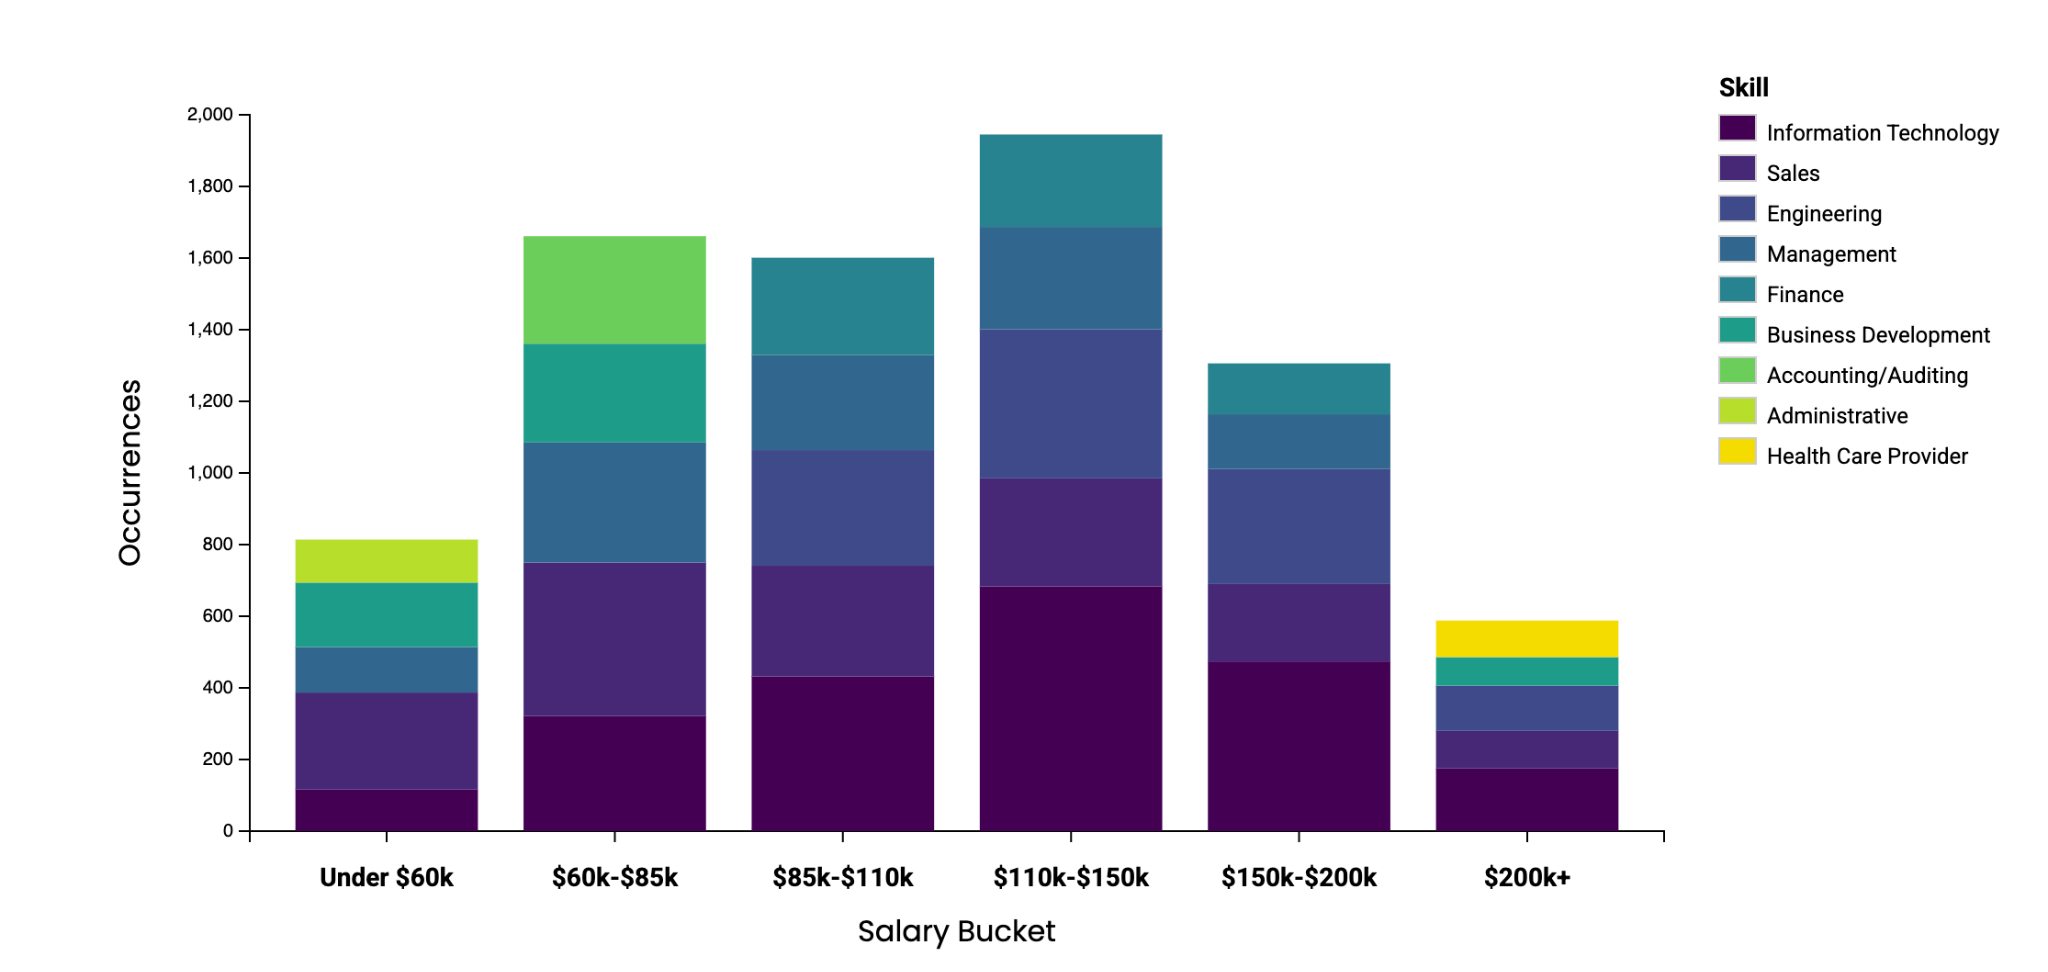 Skill
Information Technology
Sales
Engineering
Management
Finance
Business Development
Accounting/Auditing
Administrative
Health Care Provider
Occurrences
2,000
1,800
1,600
1,400
1,200
1,000
800
600
400
200
0
Under $60k
$60k-$85k
$85k-$110k
$110k-$150k
$150k-$200k
$200k+
Salary Bucket